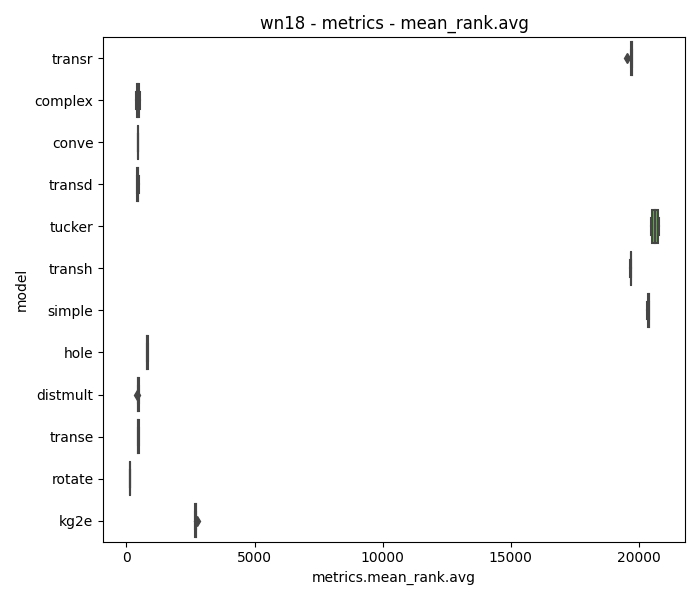 wn18 - metrics - mean_rank.avg
transr
complex
conve
transd
tucker
transh
simple
hole
distmult
transe
rotate
kg2e
model
0 5000 10000 15000 20000
metrics.mean_rank.avg